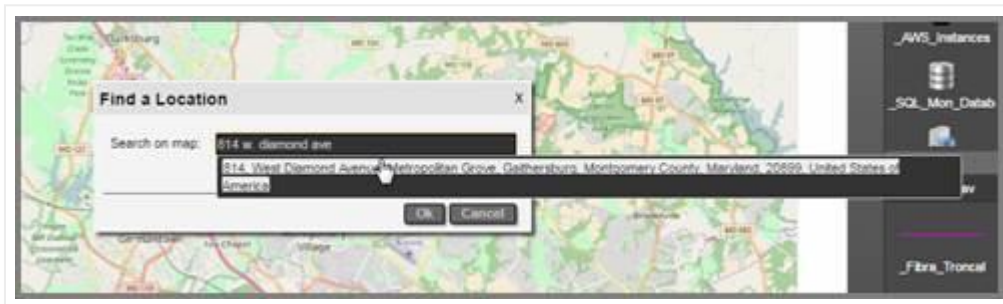 _AWS_Instances
Find a Location
X
_SQL_Mon_Datab
Search on map:
814 w. diamond ave
814, West Diamond Avenue, Metropolitan Grove, Gaithersburg, Montgomery County, Maryland, 20899, United States of
America
Ok
Cancel
Village
_Fibra_Troncal